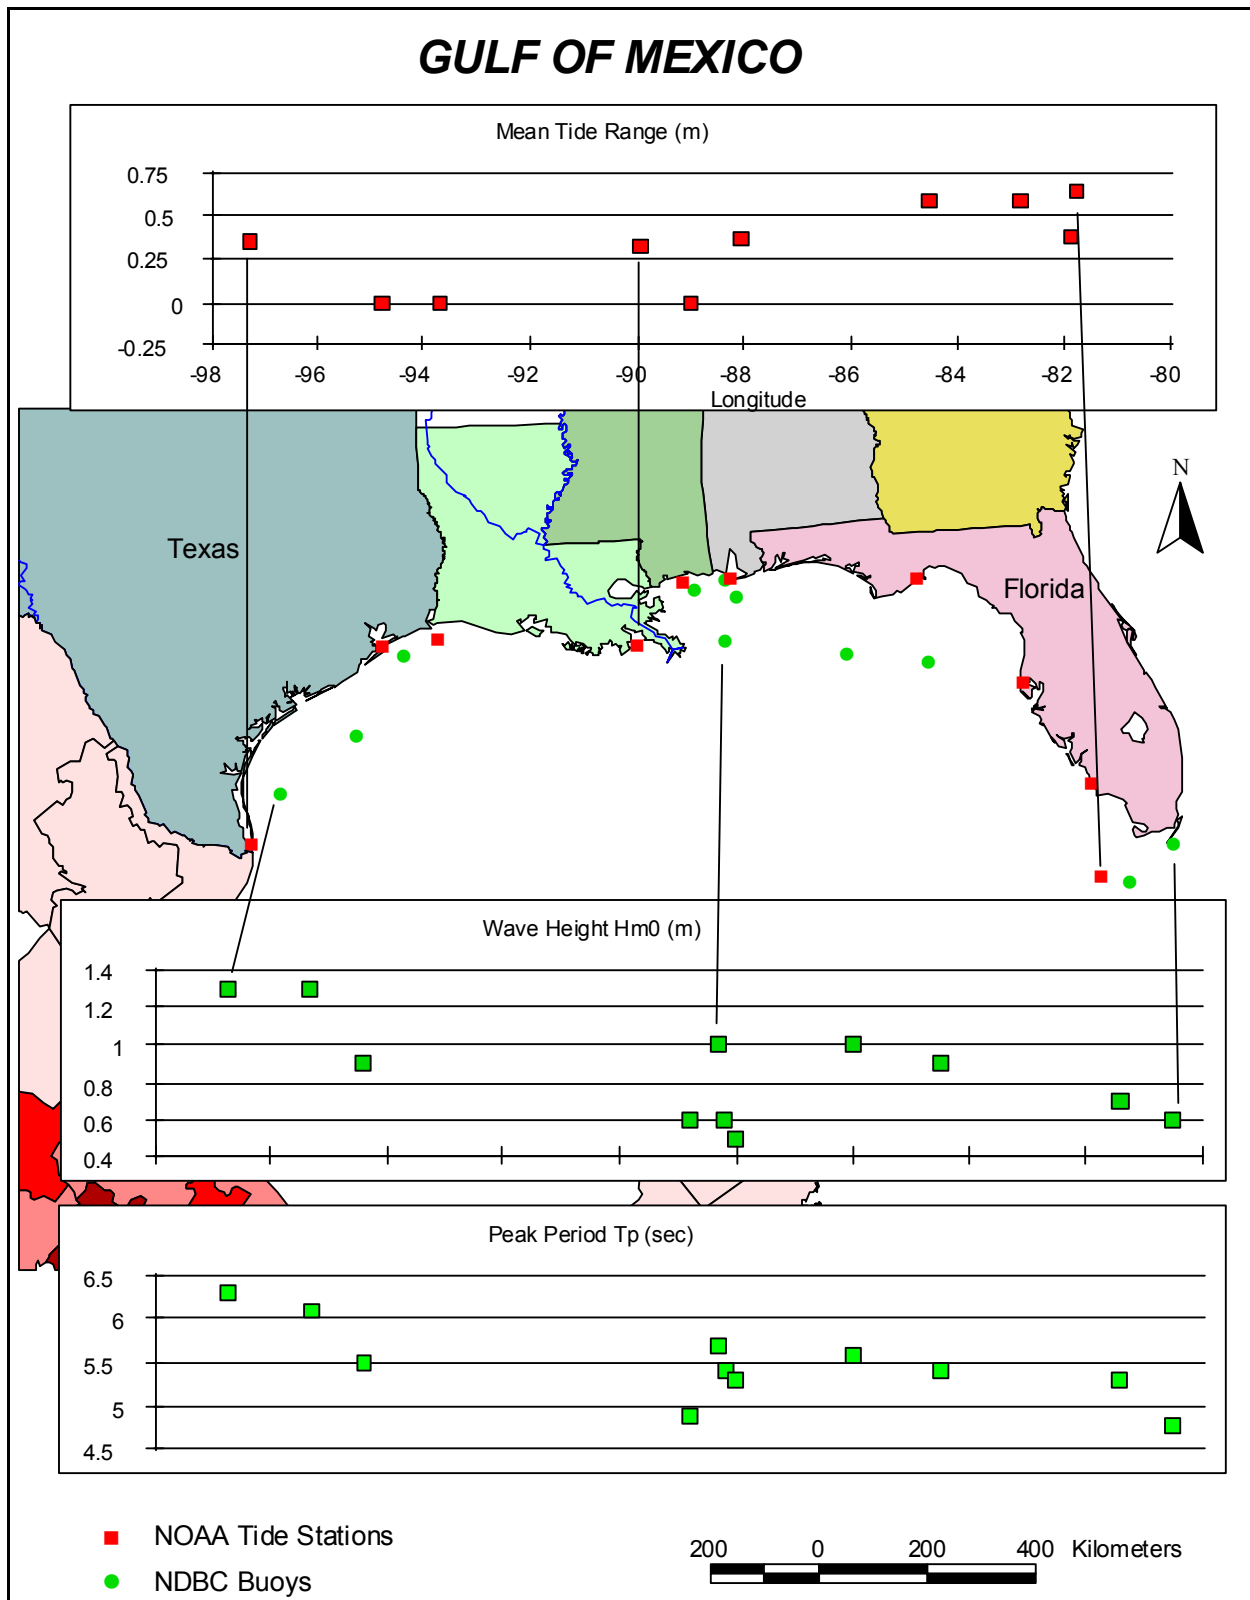 GULF OF MEXICO
Mean Tide Range (m)
0.75
0.5
0.25
0
-0.25
-98 -96 -94 -92 -90 -88 -86 -84 -82 -80
Longitude
N
Texas
Florida
Wave Height Hm0 (m)
1.4
1.2
1
0.8
0.6
0.4
Peak Period Tp (sec)
6.5
6
5.5
5
4.5
NOAA Tide Stations
200 0 200 400 Kilometers
NDBC Buoys